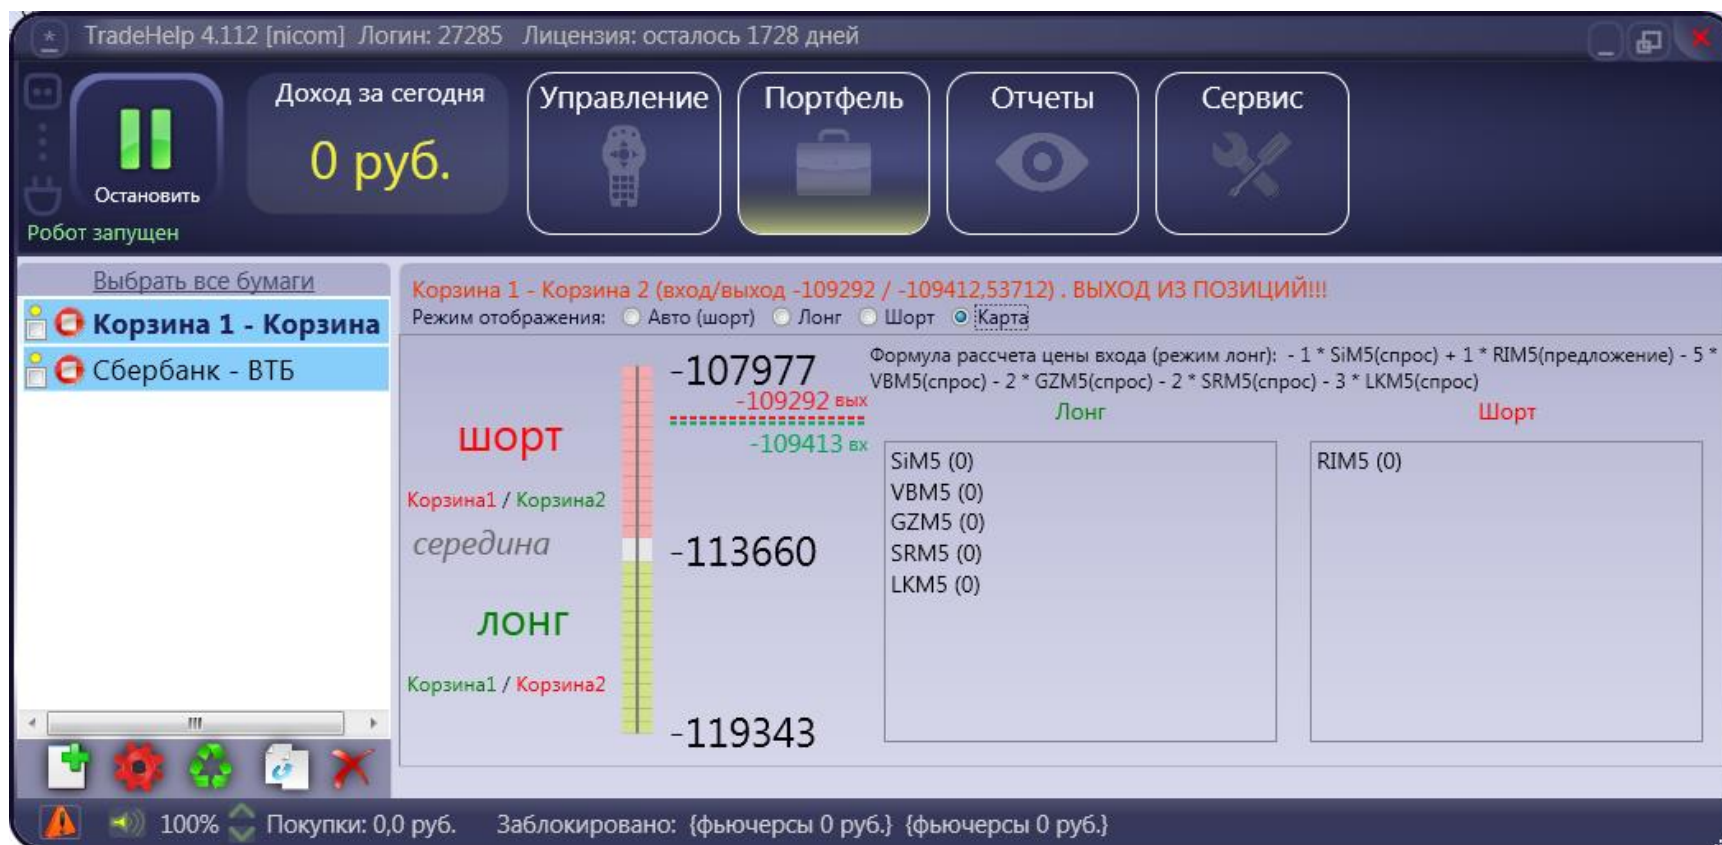 TradeHelp 4.112 [nicom] Логин: 27285 Лицензия: осталось 1728 дней
Остановить
Робот запущен
Доход за сегодня
0 руб.
Управление
Портфель
Отчеты
Сервис
Выбрать все бумаги
Корзина 1 - Корзина
Сбербанк - ВТБ
Корзина 1 - Корзина 2 (вход/выход -109292 / -109412,53712) . ВЫХОД ИЗ ПОЗИЦИЙ!!!
Режим отображения: Авто (шорт) Лонг Шорт Карта
шорт
Корзина1 / Корзина2
середина
лонг
Корзина1 / Корзина2
-107977
-109292 вых
-109413 вх
-113660
-119343
Формула рассчета цены входа (режим лонг): - 1 * SiM5(спрос) + 1 * RIM5(предложение) - 5 *
VBM5(спрос) - 2 * GZM5(спрос) - 2 * SRM5(спрос) - 3 * LKM5(спрос)
Лонг
SiM5 (0)
VBM5 (0)
GZM5 (0)
SRM5 (0)
LKM5 (0)
Шорт
RIM5 (0)
100% Покупки: 0,0 руб. Заблокировано: {фьючерсы 0 руб.} {фьючерсы 0 руб.}